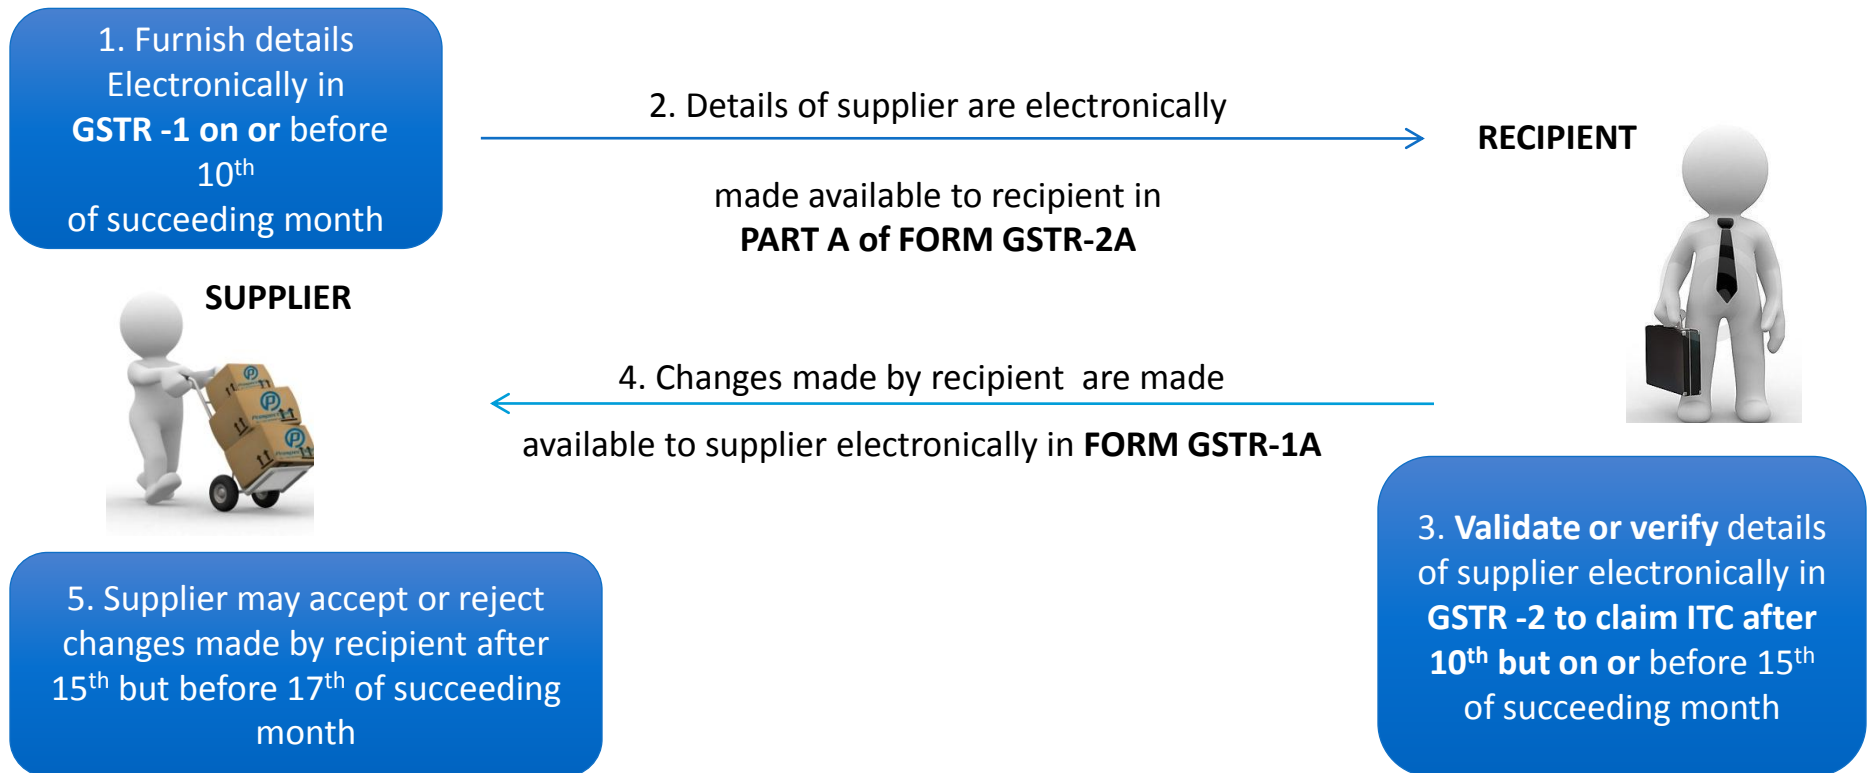 1. Furnish details
Electronically in
GSTR -1 on or before
10th
of succeeding month
2. Details of supplier are electronically
made available to recipient in
PART A of FORM GSTR-2A
RECIPIENT
SUPPLIER
4. Changes made by recipient are made
available to supplier electronically in FORM GSTR-1A
3. Validate or verify details
of supplier electronically in
GSTR -2 to claim ITC after
10th but on or before 15th
of succeeding month
5. Supplier may accept or reject
changes made by recipient after
15th but before 17th of succeeding
month